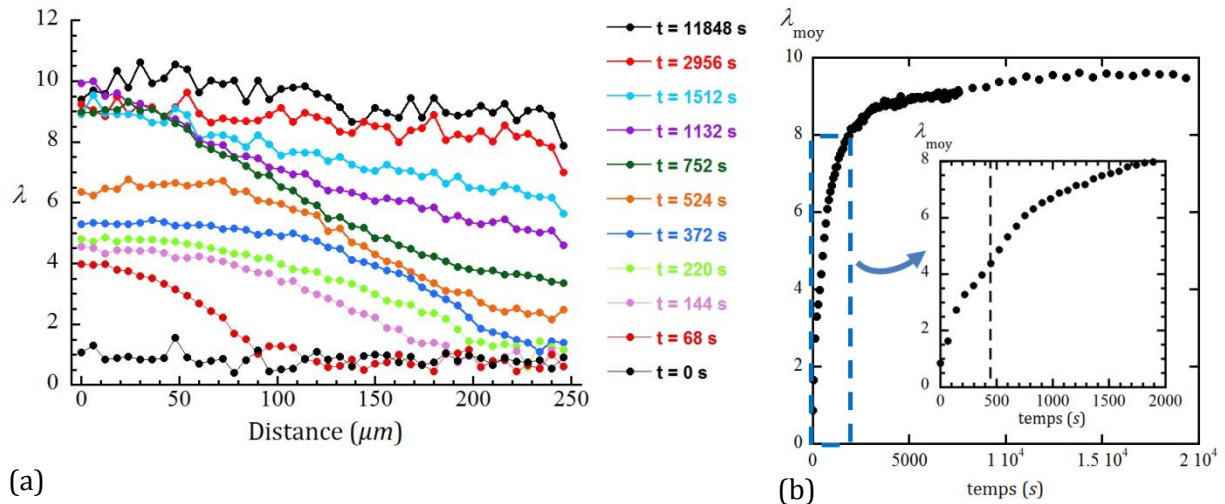 12
10
8
6
4
2
0
λ
0
50
100
150
200
250
Distance (μm)
t = 11848 s
t = 2956 s
t = 1512 s
t = 1132 s
t = 752 s
t = 524 s
t = 372 s
t = 220 s
t = 144 s
t = 68 s
t = 0 s
(a)
λmoy
10
8
6
4
2
0
0
5000
1 10⁴
1.5 10⁴
2 10⁴
temps (s)
λmoy
8
6
4
2
0
0
500
1000
1500
2000
temps (s)
(b)